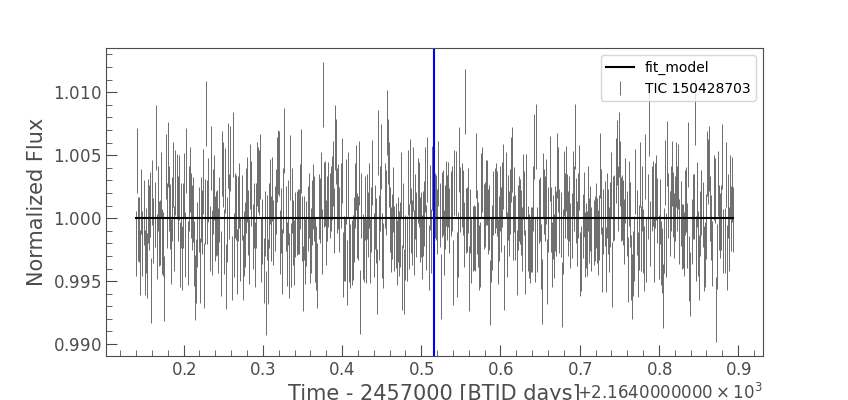 fit_model
TIC 150428703
1.010
1.005
1.000
0.995
0.990
Normalized Flux
0.2 0.3 0.4 0.5 0.6 0.7 0.8 0.9
Time - 2457000 [BTJD days]
+2.1640000000 × 10³